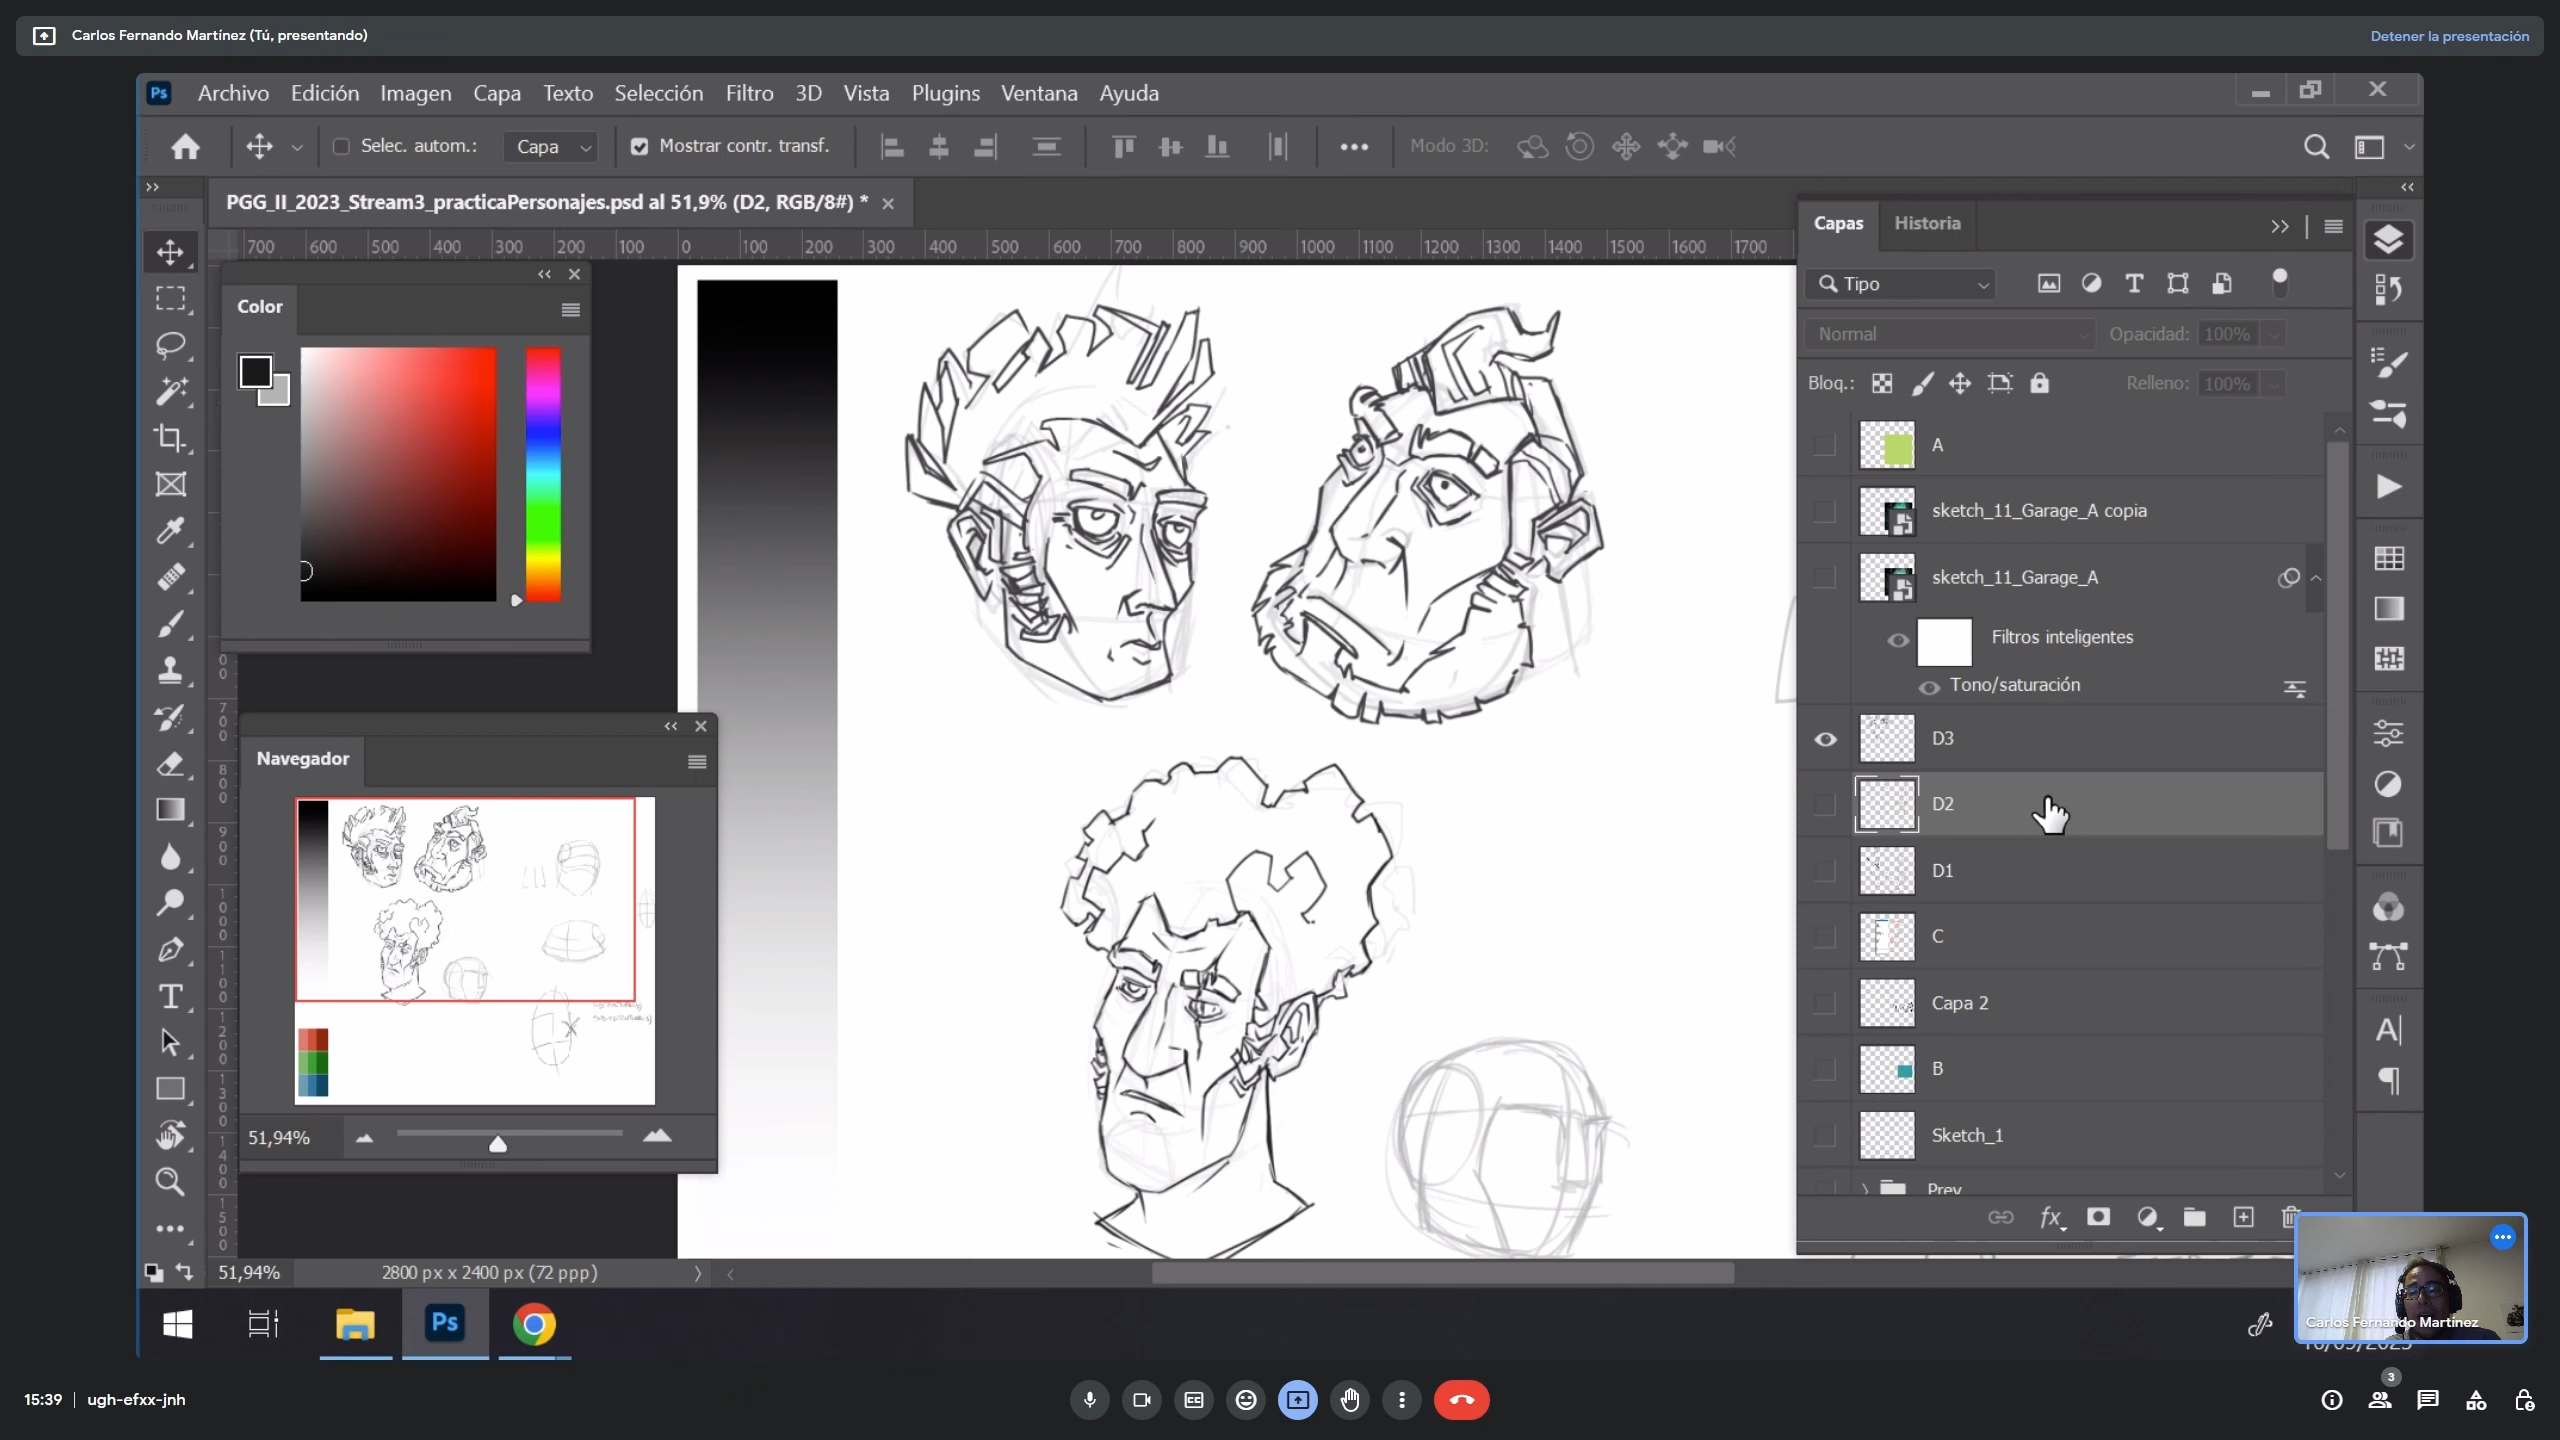 Carlos Fernando Martínez (Tú, presentando)
Detener la presentación
Ps Archivo Edición Imagen Capa Texto Selección Filtro 3D Vista Plugins Ventana Ayuda
Selec. autom.: Capa Mostrar contr. transf. Modo 3D:
PGG_II_2023_Stream3_practicaPersonajes.psd al 51,9% (D2, RGB/8#) *
700 600 500 400 300 200 100 0 100 200 300 400 500 600 700 800 900 1000 1100 1200 1300 1400 1500 1600 1700
Color
Navegador
51,94%
Capas Historia
Tipo
Normal Opacidad: 100%
Bloq.: Relleno: 100%
A
sketch_11_Garage_A copia
sketch_11_Garage_A
Filtros inteligentes
Tono/saturación
D3
D2
D1
C
Capa 2
B
Sketch_1
Prev
fx
51,94% 2800 px x 2400 px (72 ppp)
Ps
Carlos Fernando Martínez
15:39 ugh-efxx-jnh
3